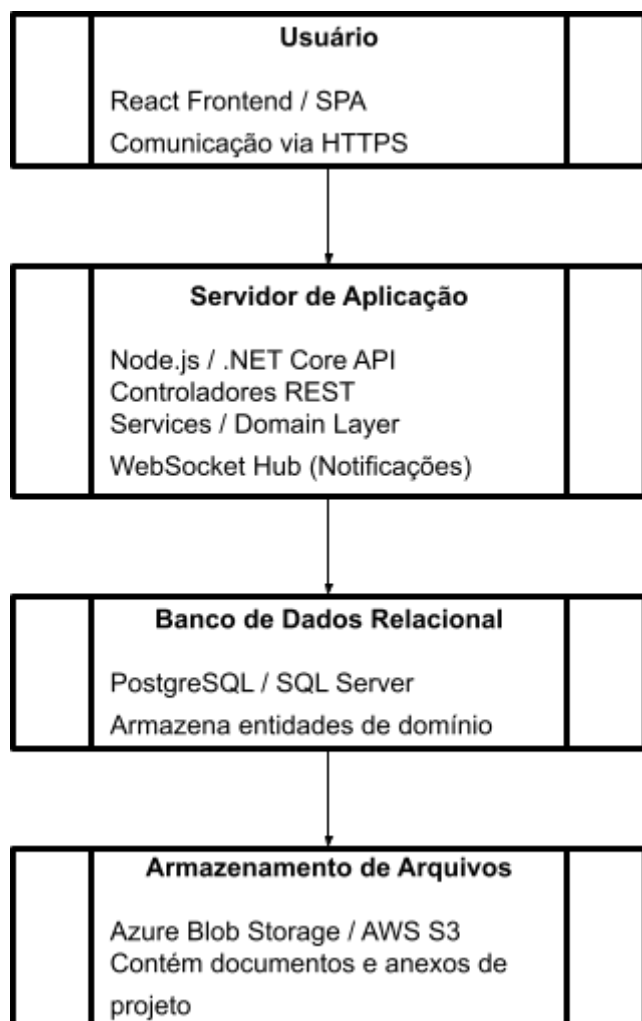 Usuário
React Frontend / SPA
Comunicação via HTTPS
Servidor de Aplicação
Node.js / .NET Core API
Controladores REST
Services / Domain Layer
WebSocket Hub (Notificações)
Banco de Dados Relacional
PostgreSQL / SQL Server
Armazena entidades de domínio
Armazenamento de Arquivos
Azure Blob Storage / AWS S3
Contém documentos e anexos de
projeto